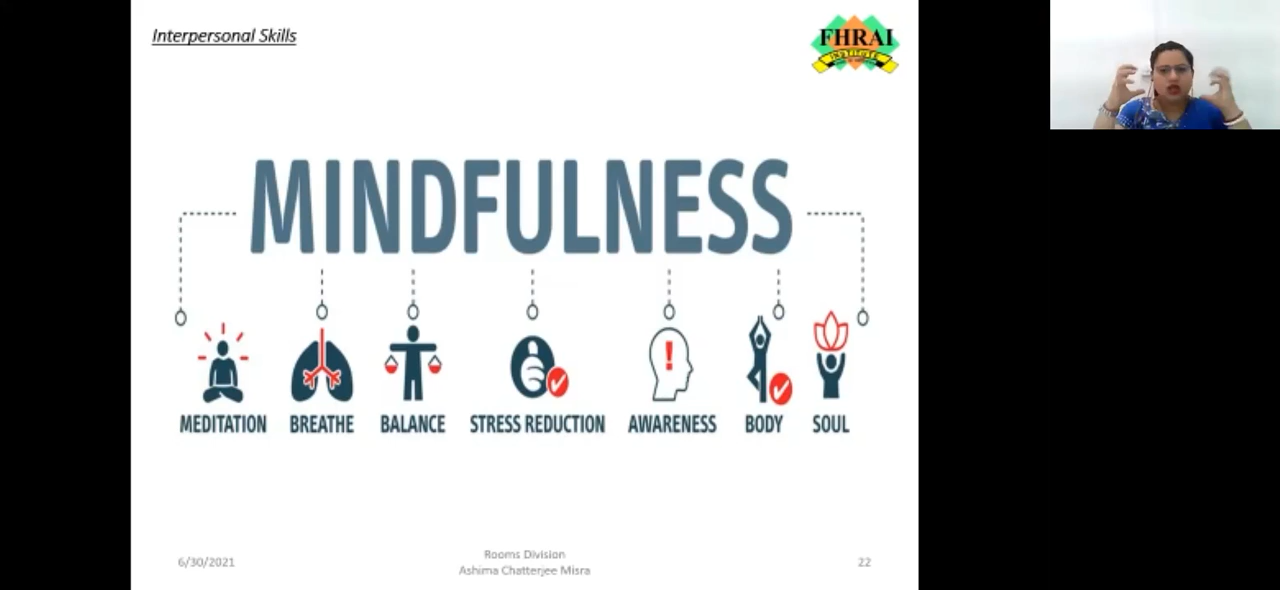 Interpersonal Skills
FHRAI
MINDFULNESS
MEDITATION BREATHE BALANCE STRESS REDUCTION AWARENESS BODY SOUL
6/30/2021
Rooms Division
Ashima Chatterjee Misra
22